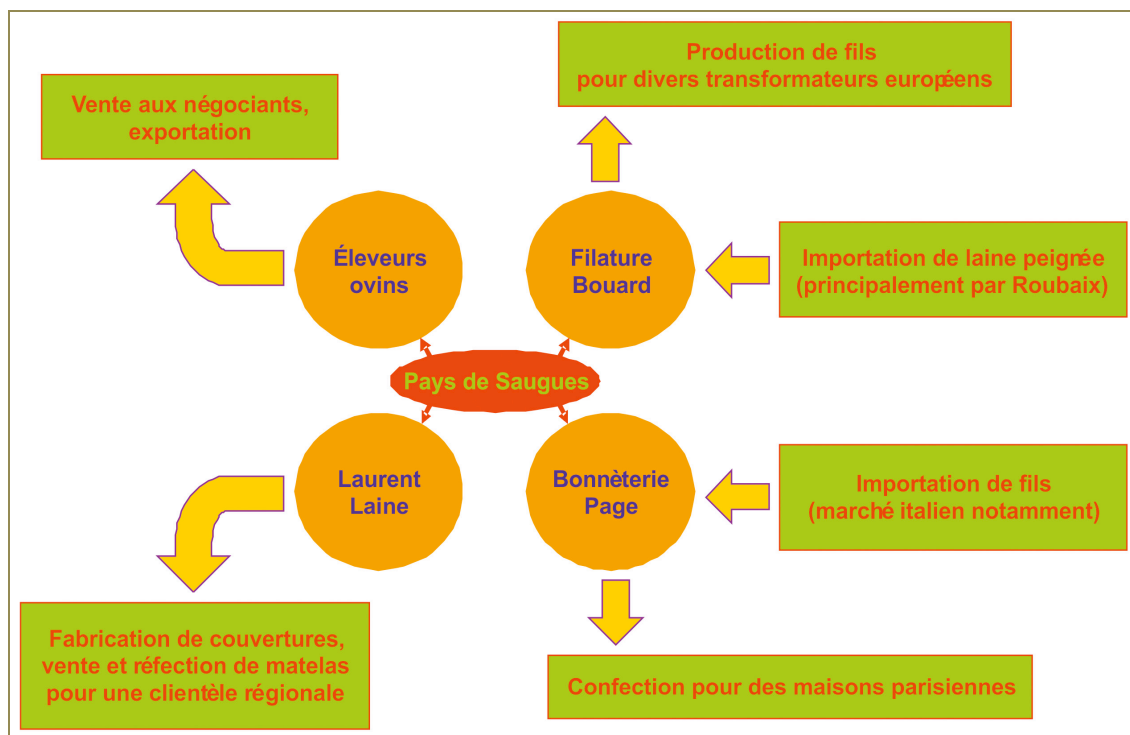 Production de fils
pour divers transformateurs européens
Vente aux négociants,
exportation
Éleveurs
ovins
Filature
Bouard
Importation de laine peignée
(principalement par Roubaix)
Pays de Saugues
Laurent
Laine
Bonnèterie
Page
Importation de fils
(marché italien notamment)
Fabrication de couvertures,
vente et réfection de matelas
pour une clientèle régionale
Confection pour des maisons parisiennes